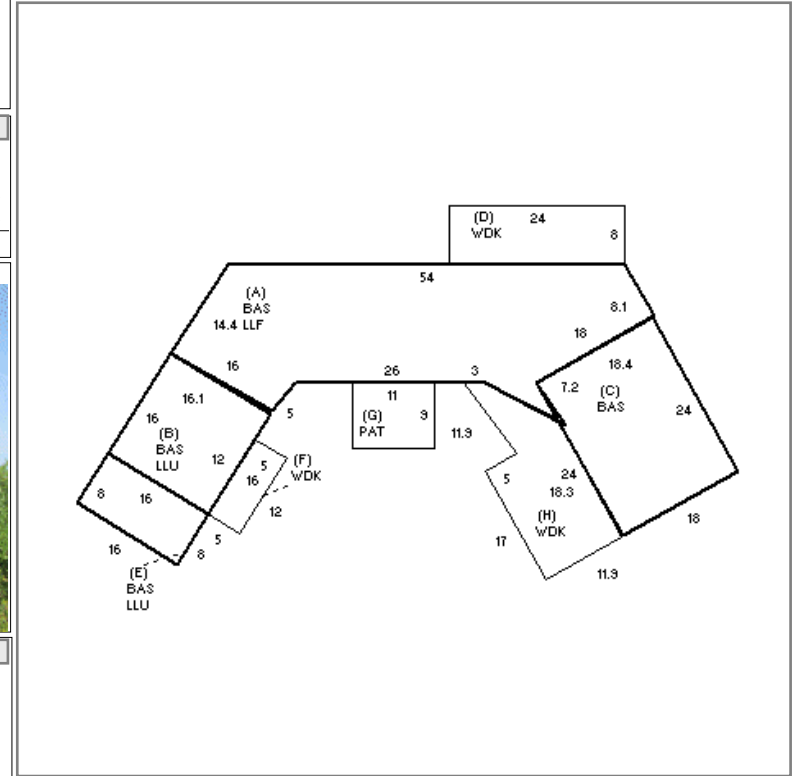 (D)
WDK
24
8
54
(A)
BAS
LLF
14.4
8.1
18
16
26
3
18.4
16.1
11
7.2
(C)
BAS
(G)
PAT
9
5
24
16
(B)
BAS
LLU
11.9
12
(F)
WDK
5
16
5
24
18.3
8
16
12
(H)
WDK
18
5
17
16
8
(E)
BAS
LLU
11.9